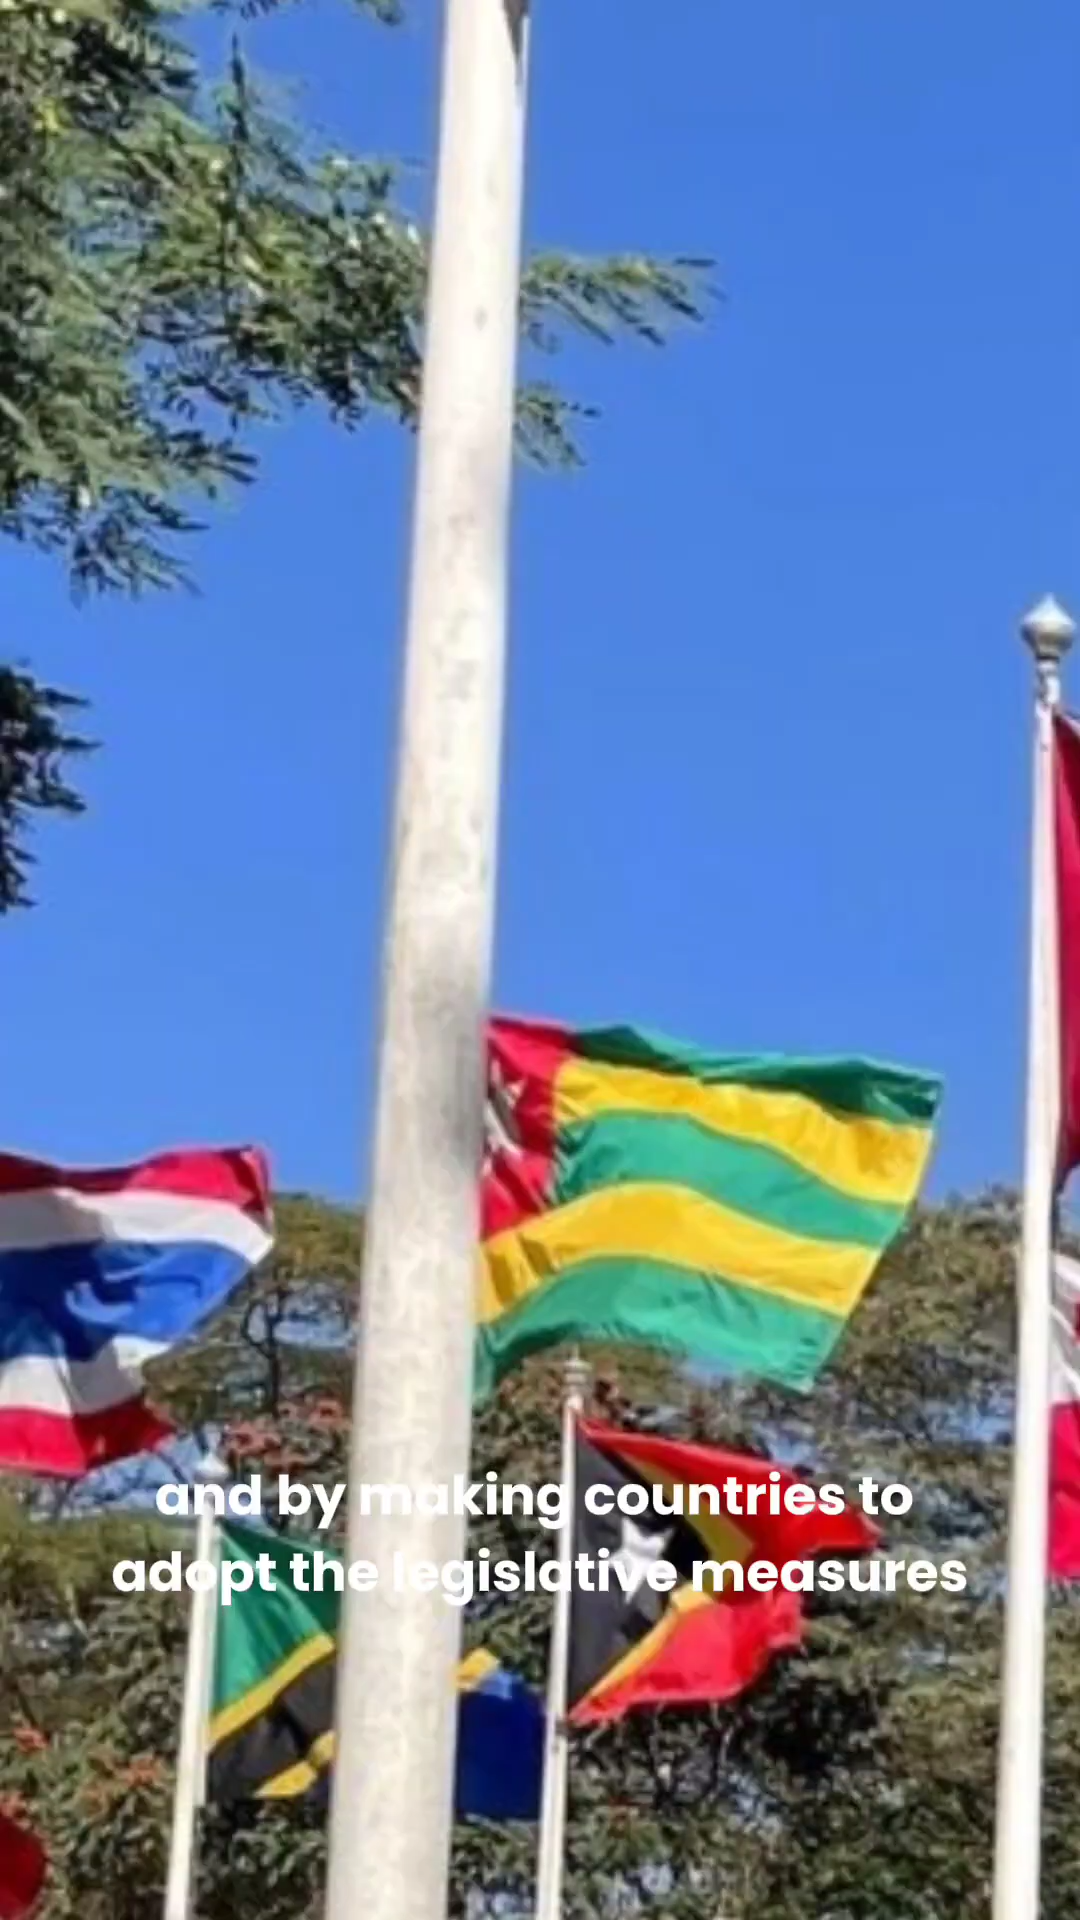 and by making countries to
adopt the legislative measures